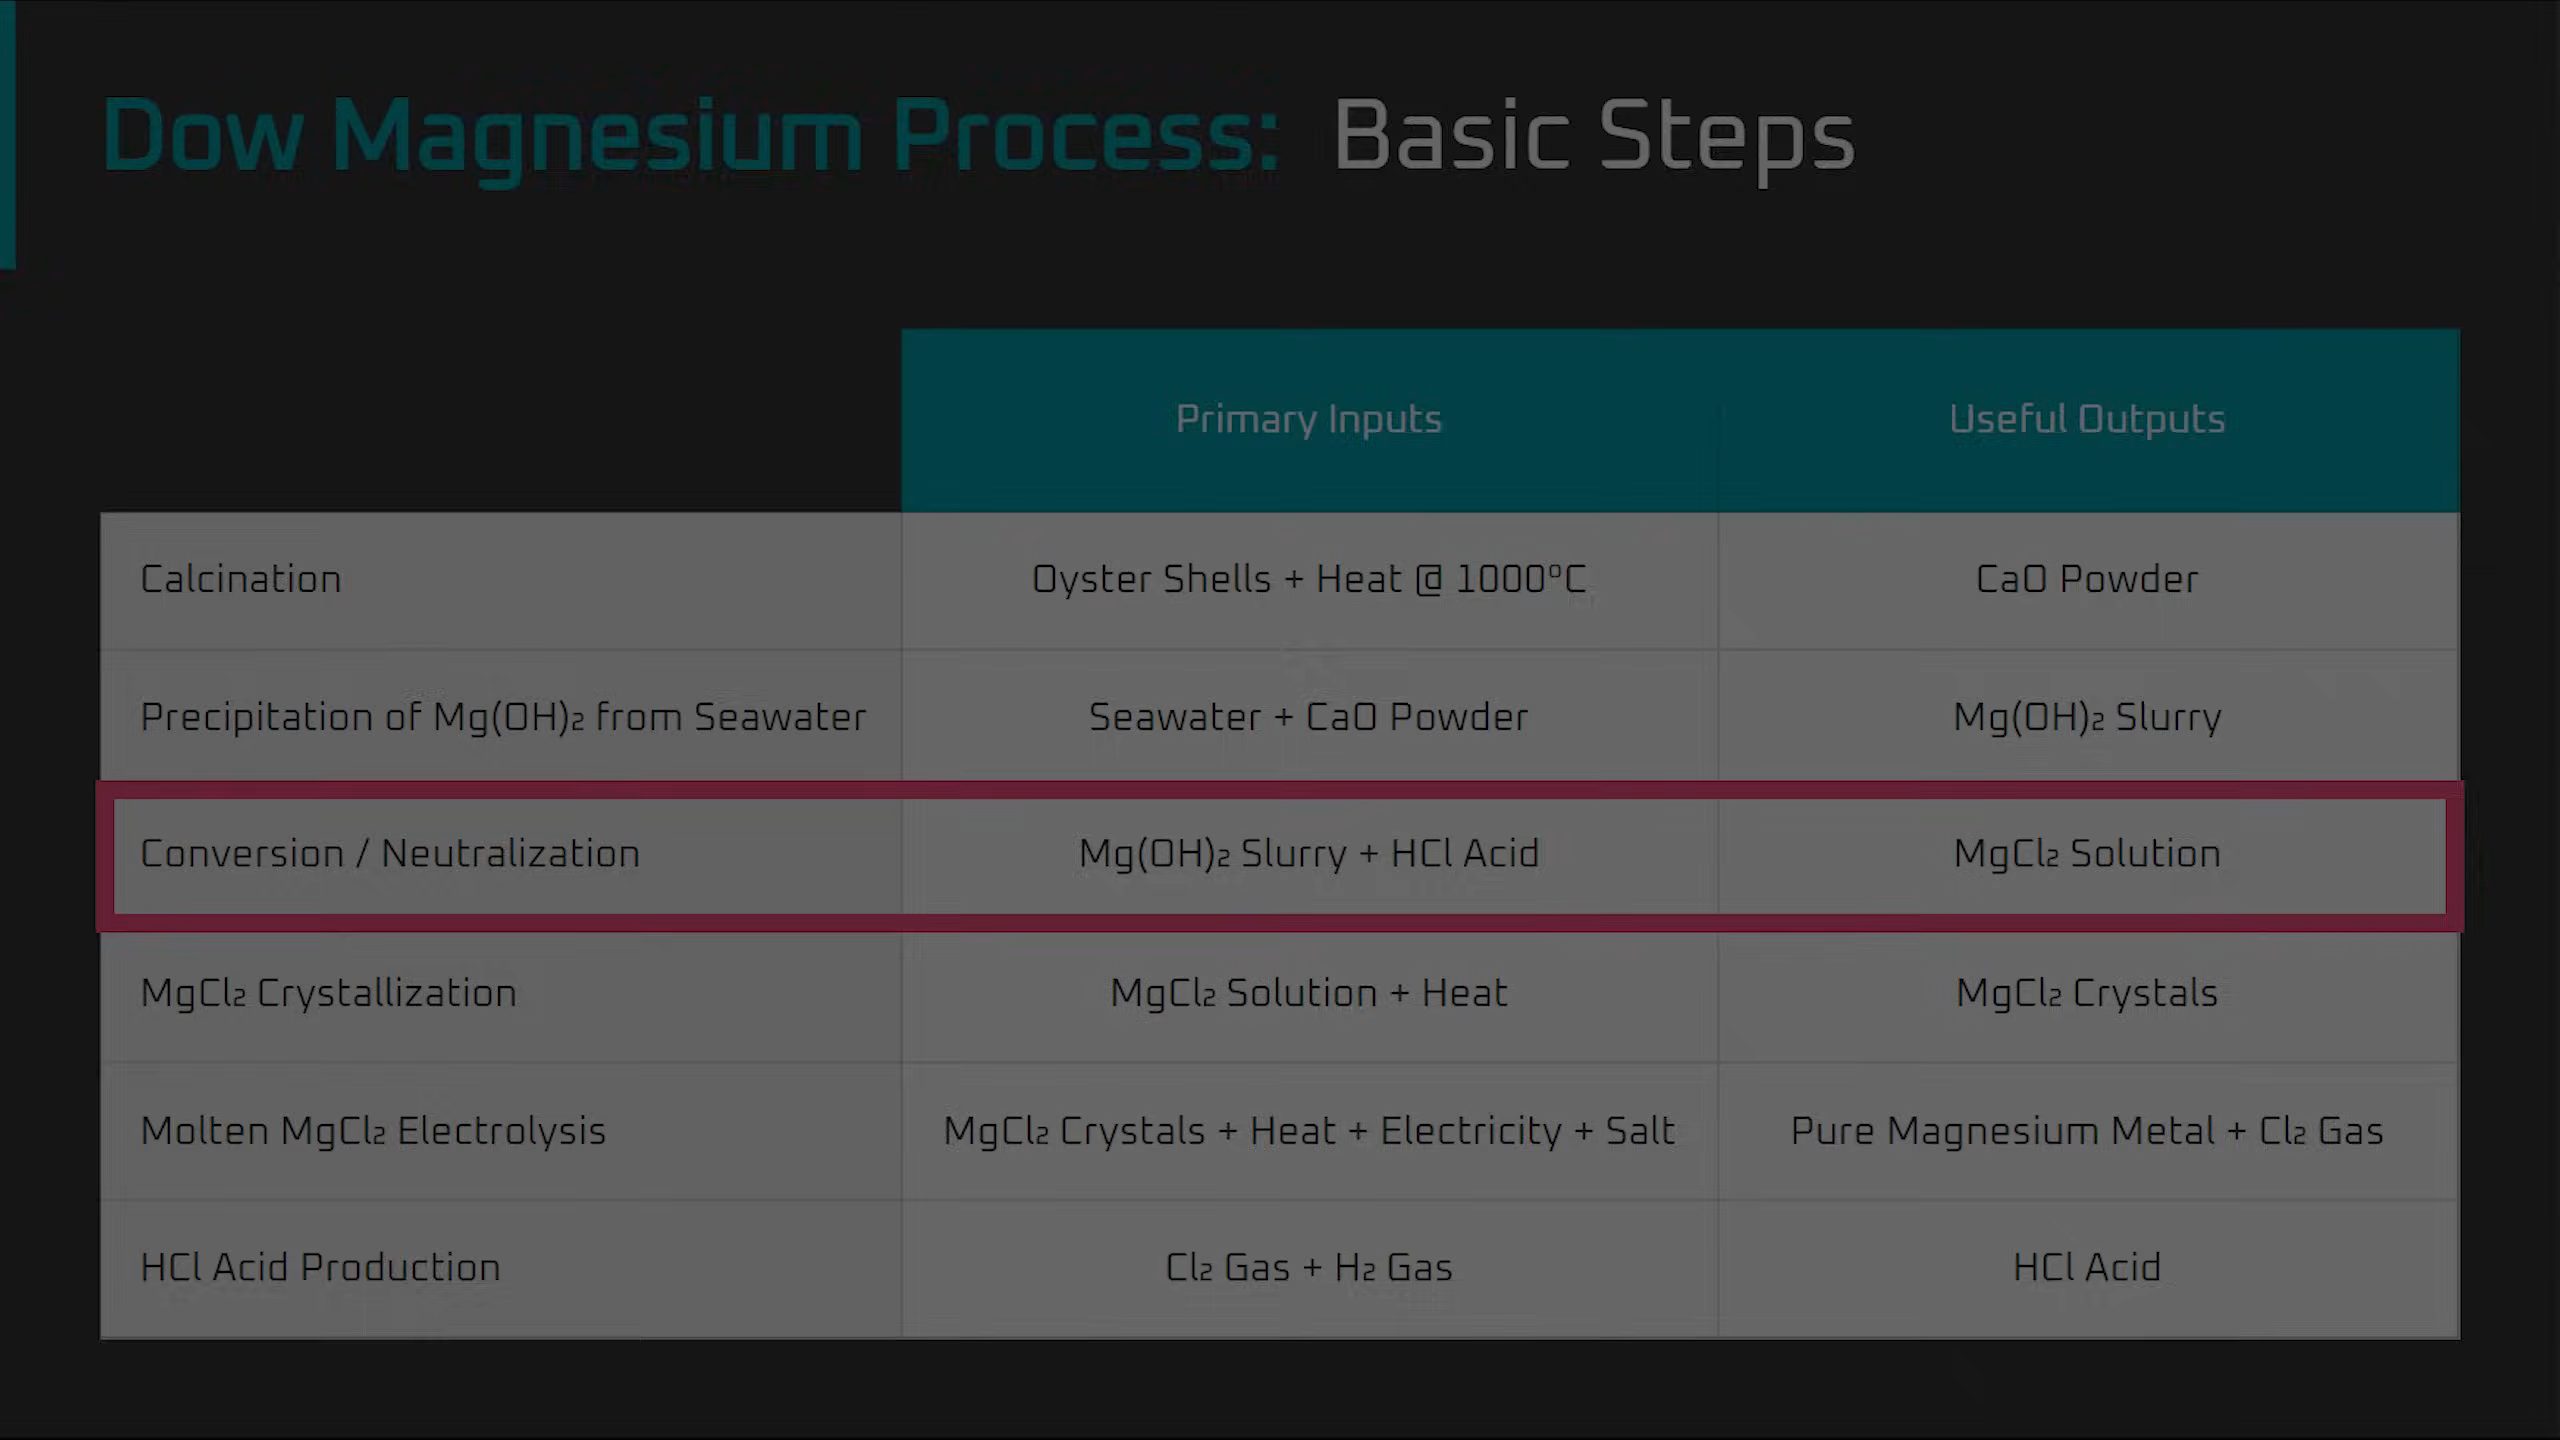 Dow Magnesium Process: Basic Steps
Primary Inputs Useful Outputs
Calcination Oyster Shells + Heat @ 1000ºC CaO Powder
Precipitation of Mg(OH)₂ from Seawater Seawater + CaO Powder Mg(OH)₂ Slurry
Conversion / Neutralization Mg(OH)₂ Slurry + HCl Acid MgCl₂ Solution
MgCl₂ Crystallization MgCl₂ Solution + Heat MgCl₂ Crystals
Molten MgCl₂ Electrolysis MgCl₂ Crystals + Heat + Electricity + Salt Pure Magnesium Metal + Cl₂ Gas
HCl Acid Production Cl₂ Gas + H₂ Gas HCl Acid